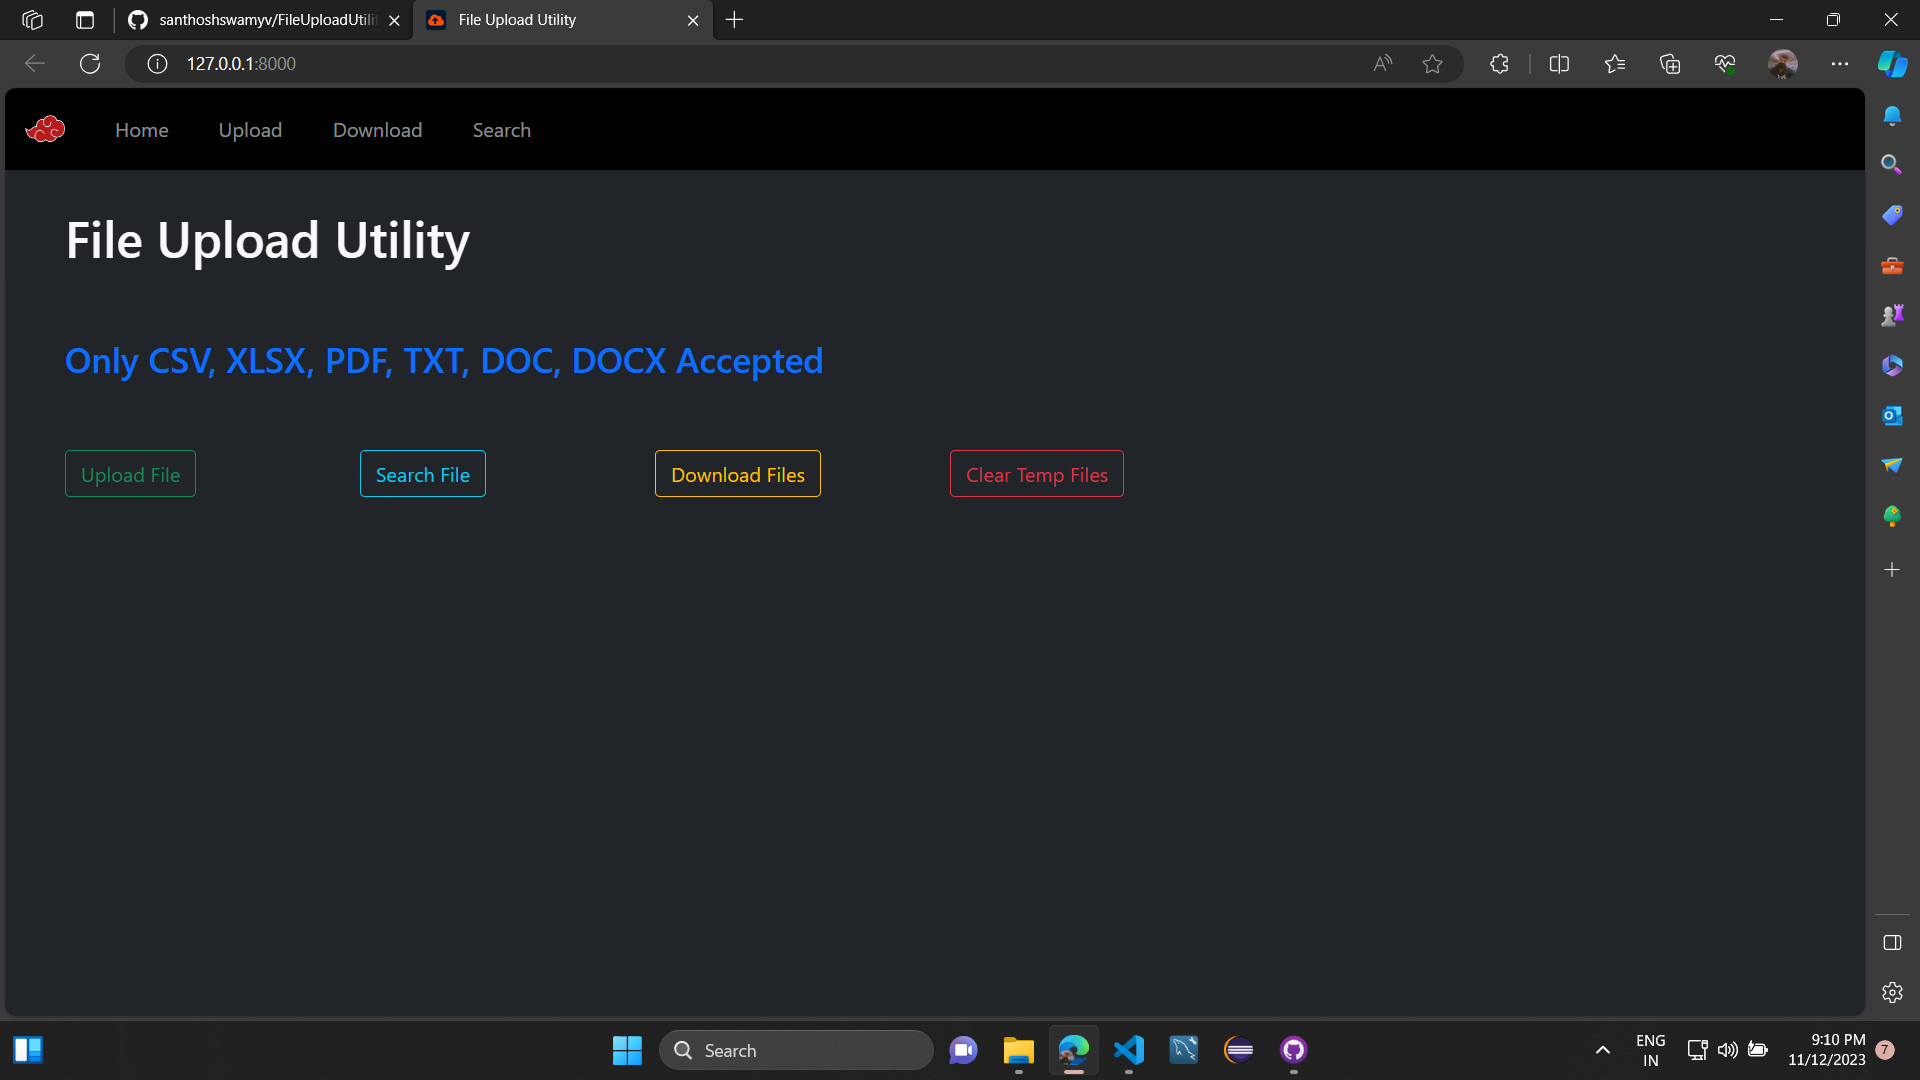 santhoshswamyv/FileUploadUtili
File Upload Utility
127.0.0.1:8000
Home
Upload
Download
Search
File Upload Utility
Only CSV, XLSX, PDF, TXT, DOC, DOCX Accepted
Upload File
Search File
Download Files
Clear Temp Files
Search
ENG
IN
9:10 PM
11/12/2023
7